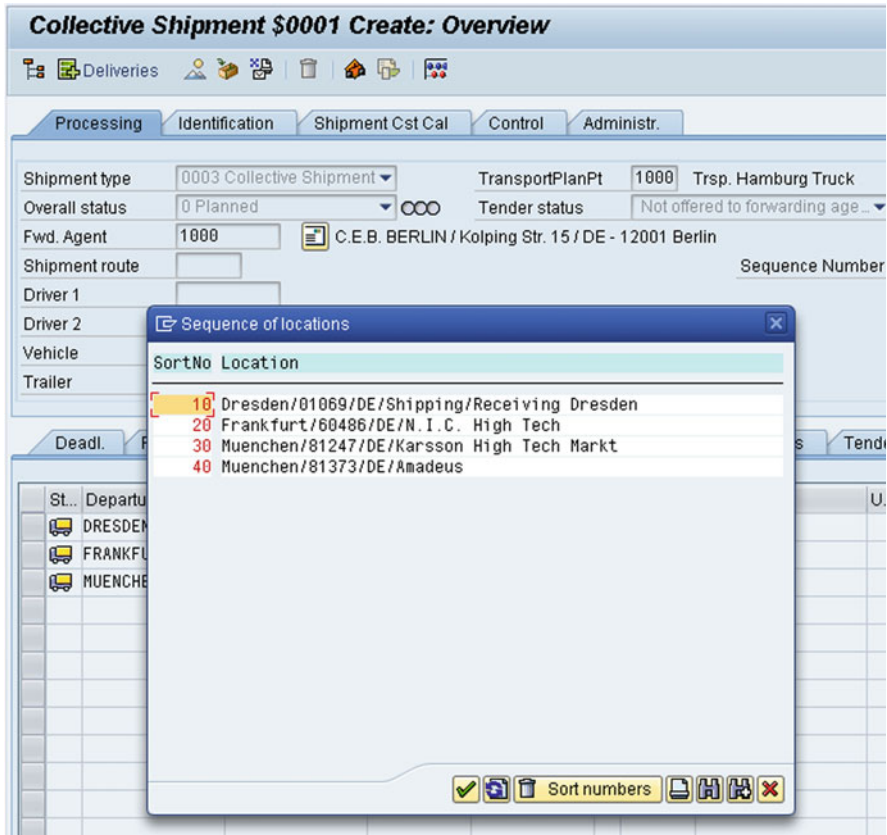 Collective Shipment $0001 Create: Overview
Deliveries
Processing Identification Shipment Cst Cal Control Administr.
Shipment type 0003 Collective Shipment TransportPlanPt 1000 Trsp. Hamburg Truck
Overall status 0 Planned Tender status Not offered to forwarding age...
Fwd. Agent 1000 C.E.B. BERLIN / Kolping Str. 15 / DE - 12001 Berlin
Shipment route Sequence Number
Driver 1
Driver 2 Sequence of locations
Vehicle
SortNo Location
Trailer
10 Dresden/01069/DE/Shipping/Receiving Dresden
20 Frankfurt/60486/DE/N.I.C. High Tech
30 Muenchen/81247/DE/Karsson High Tech Markt
40 Muenchen/81373/DE/Amadeus
Deadl. F s Tende
St... Departu U.
DRESDEN
FRANKFU
MUENCHE
Sort numbers